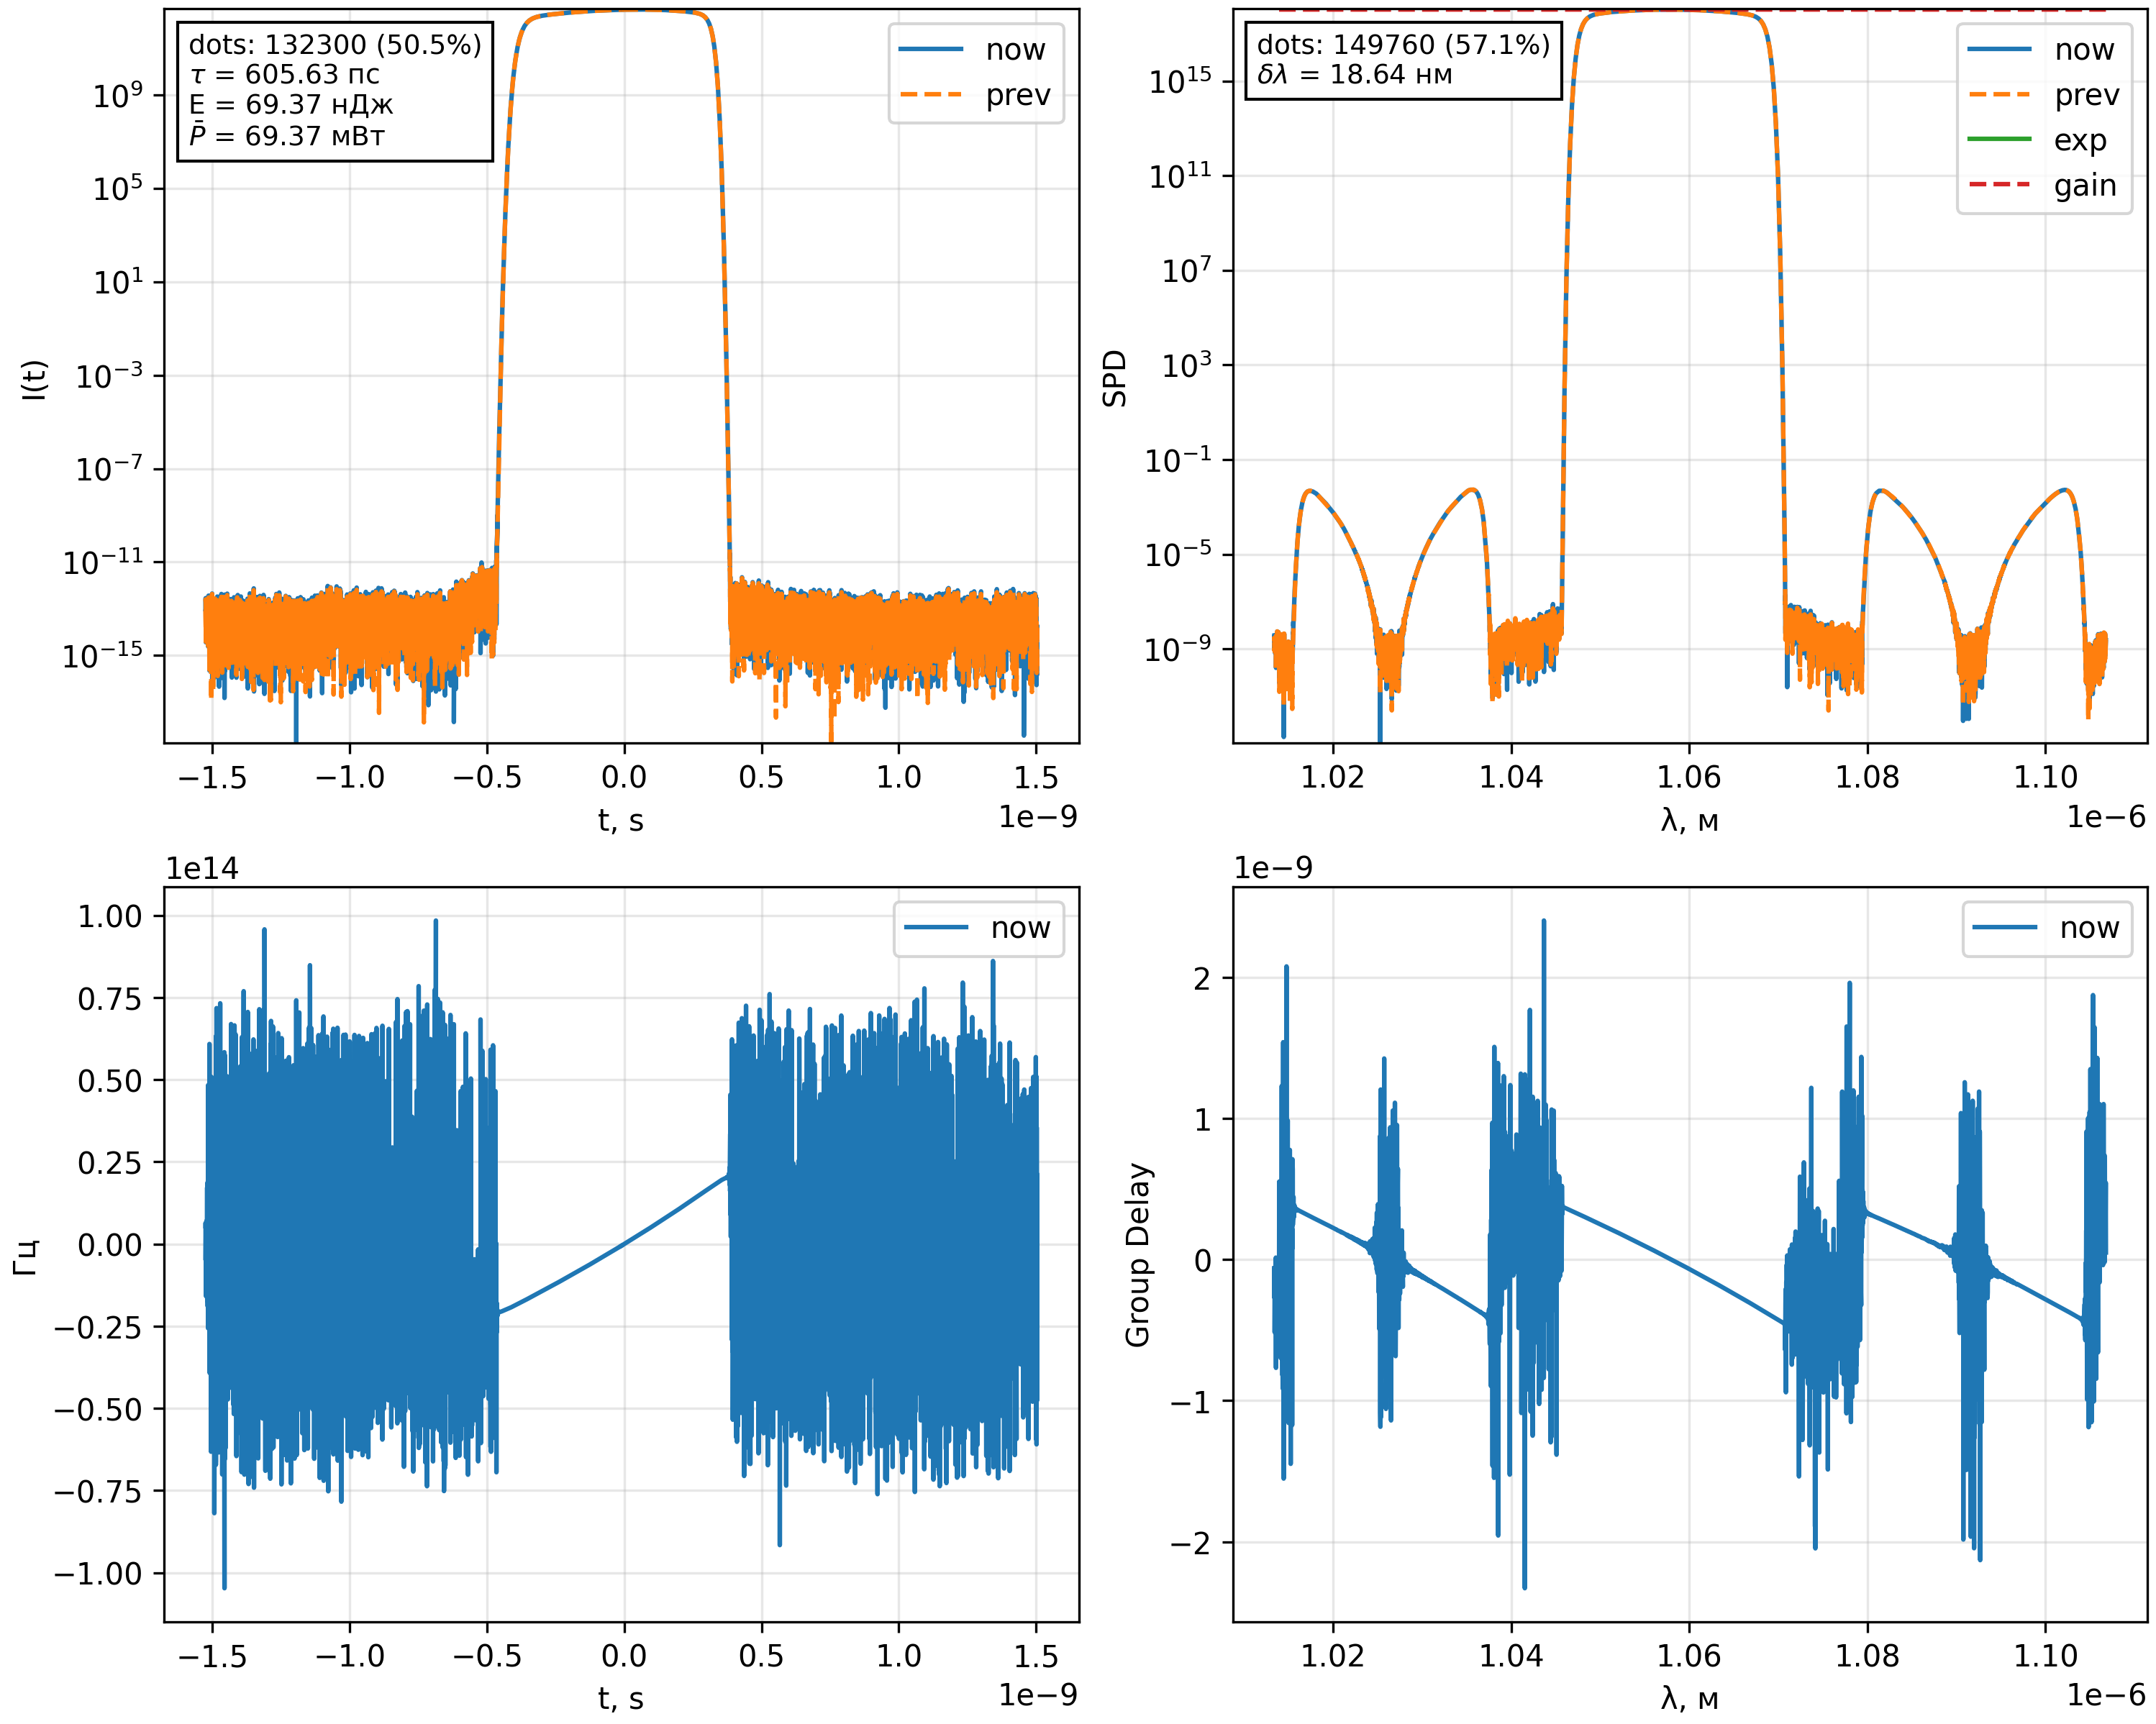 dots: 132300 (50.5%)
τ = 605.63 пс
E = 69.37 нДж
P̄ = 69.37 мВт
now
prev
10⁹
10⁵
10¹
10⁻³
10⁻⁷
10⁻¹¹
10⁻¹⁵
I(t)
−1.5 −1.0 −0.5 0.0 0.5 1.0 1.5
t, s
1e−9
dots: 149760 (57.1%)
δλ = 18.64 нм
now
prev
exp
gain
10¹⁵
10¹¹
10⁷
10³
10⁻¹
10⁻⁵
10⁻⁹
SPD
1.02 1.04 1.06 1.08 1.10
λ, м
1e−6
1e14
now
1.00
0.75
0.50
0.25
0.00
−0.25
−0.50
−0.75
−1.00
Гц
−1.5 −1.0 −0.5 0.0 0.5 1.0 1.5
t, s
1e−9
1e−9
now
2
1
0
−1
−2
Group Delay
1.02 1.04 1.06 1.08 1.10
λ, м
1e−6